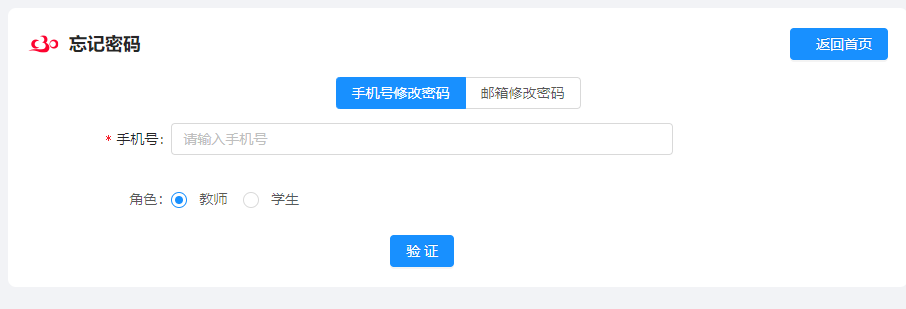 忘记密码
返回首页
手机号修改密码 邮箱修改密码
* 手机号: 请输入手机号
角色: 教师 学生
验 证